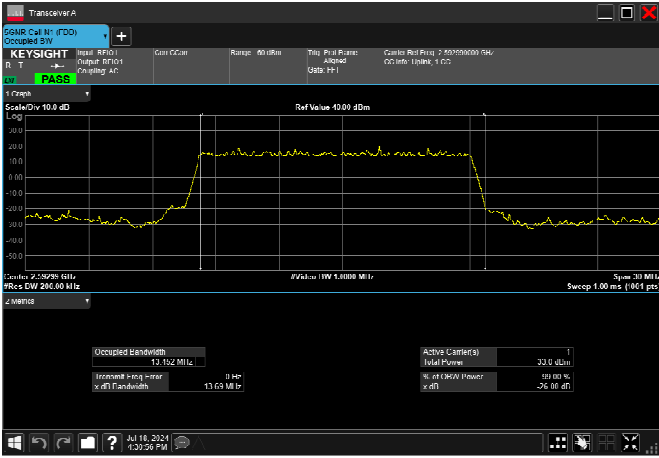 Transceiver A
5GNR Cell N1 (FDD)
Occupied BW
KEYSIGHT
R T
PASS
Input: RFIO1
Output: RFIO1
Coupling: AC
Corr CCorr
Range: 60 dBm
Trig: Prot Frame
Aligned
Gate: FFT
Carrier Ref Freq: 2.592990000 GHz
CC Info: Uplink, 1 CC
1 Graph
Scale/Div 10.0 dB
Ref Value 40.00 dBm
Log
30.0
20.0
10.0
0.00
-10.0
-20.0
-30.0
-40.0
-50.0
Center 2.59299 GHz
#Video BW 1.0000 MHz
Span 30 MHz
#Res BW 200.00 kHz
Sweep 1.00 ms (1001 pts)
2 Metrics
Occupied Bandwidth
13.452 MHz
Transmit Freq Error 0 Hz
x dB Bandwidth 13.69 MHz
Active Carrier(s) 1
Total Power 33.0 dBm
% of OBW Power 99.00 %
x dB -26.00 dB
Jul 18, 2024
4:30:56 PM